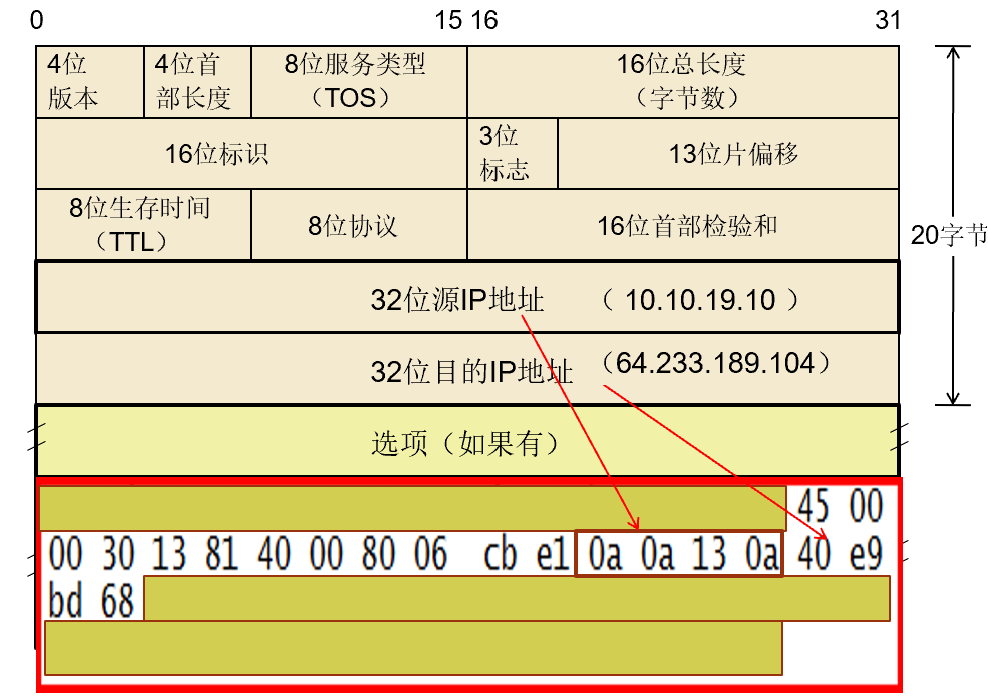 0 15 16 31
4位版本 4位首部长度 8位服务类型（TOS） 16位总长度（字节数）
16位标识 3位标志 13位片偏移
8位生存时间（TTL） 8位协议 16位首部检验和
20字节
32位源IP地址 （ 10.10.19.10 ）
32位目的IP地址 （64.233.189.104）
选项（如果有）
45 00
00 30 13 81 40 00 80 06 cb e1 0a 0a 13 0a 40 e9
bd 68